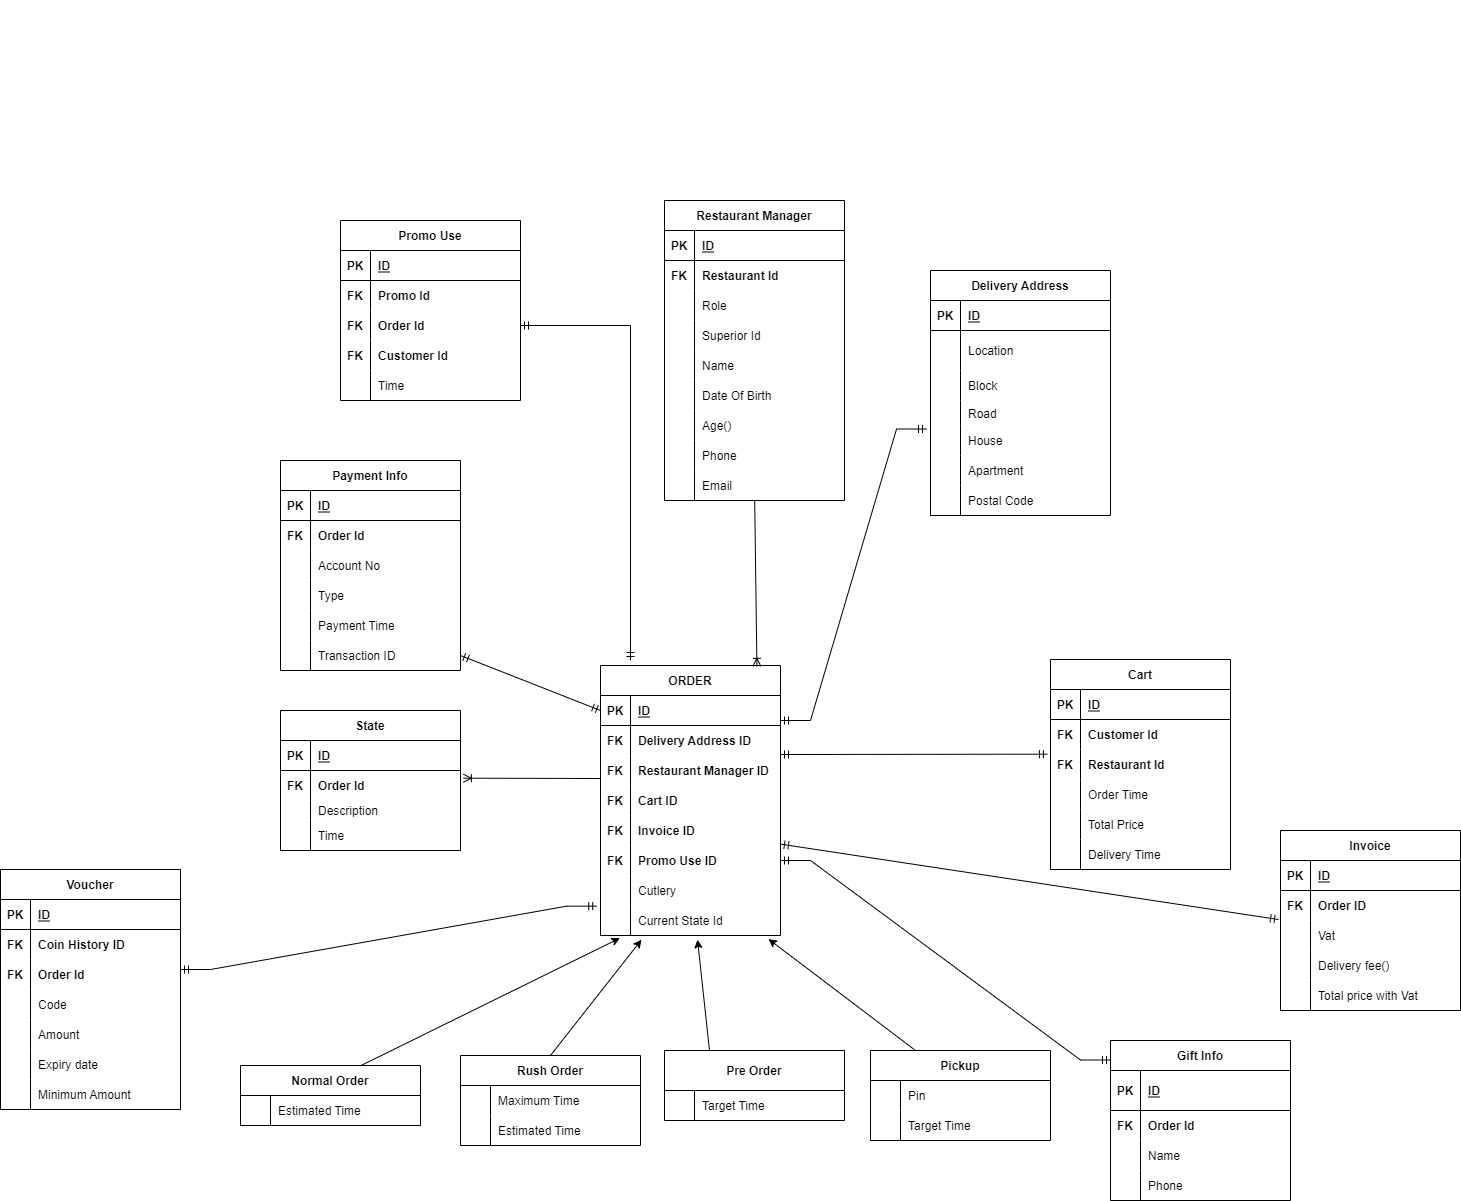 Restaurant Manager
PK ID
FK Restaurant Id
Role
Superior Id
Name
Date Of Birth
Age()
Phone
Email
Promo Use
PK ID
FK Promo Id
FK Order Id
FK Customer Id
Time
Delivery Address
PK ID
Location
Block
Road
House
Apartment
Postal Code
Payment Info
PK ID
FK Order Id
Account No
Type
Payment Time
Transaction ID
ORDER
PK ID
FK Delivery Address ID
FK Restaurant Manager ID
FK Cart ID
FK Invoice ID
FK Promo Use ID
Cutlery
Current State Id
Cart
PK ID
FK Customer Id
FK Restaurant Id
Order Time
Total Price
Delivery Time
State
PK ID
FK Order Id
Description
Time
Invoice
PK ID
FK Order ID
Vat
Delivery fee()
Total price with Vat
Voucher
PK ID
FK Coin History ID
FK Order Id
Code
Amount
Expiry date
Minimum Amount
Normal Order
Estimated Time
Rush Order
Maximum Time
Estimated Time
Pre Order
Target Time
Pickup
Pin
Target Time
Gift Info
PK ID
FK Order Id
Name
Phone